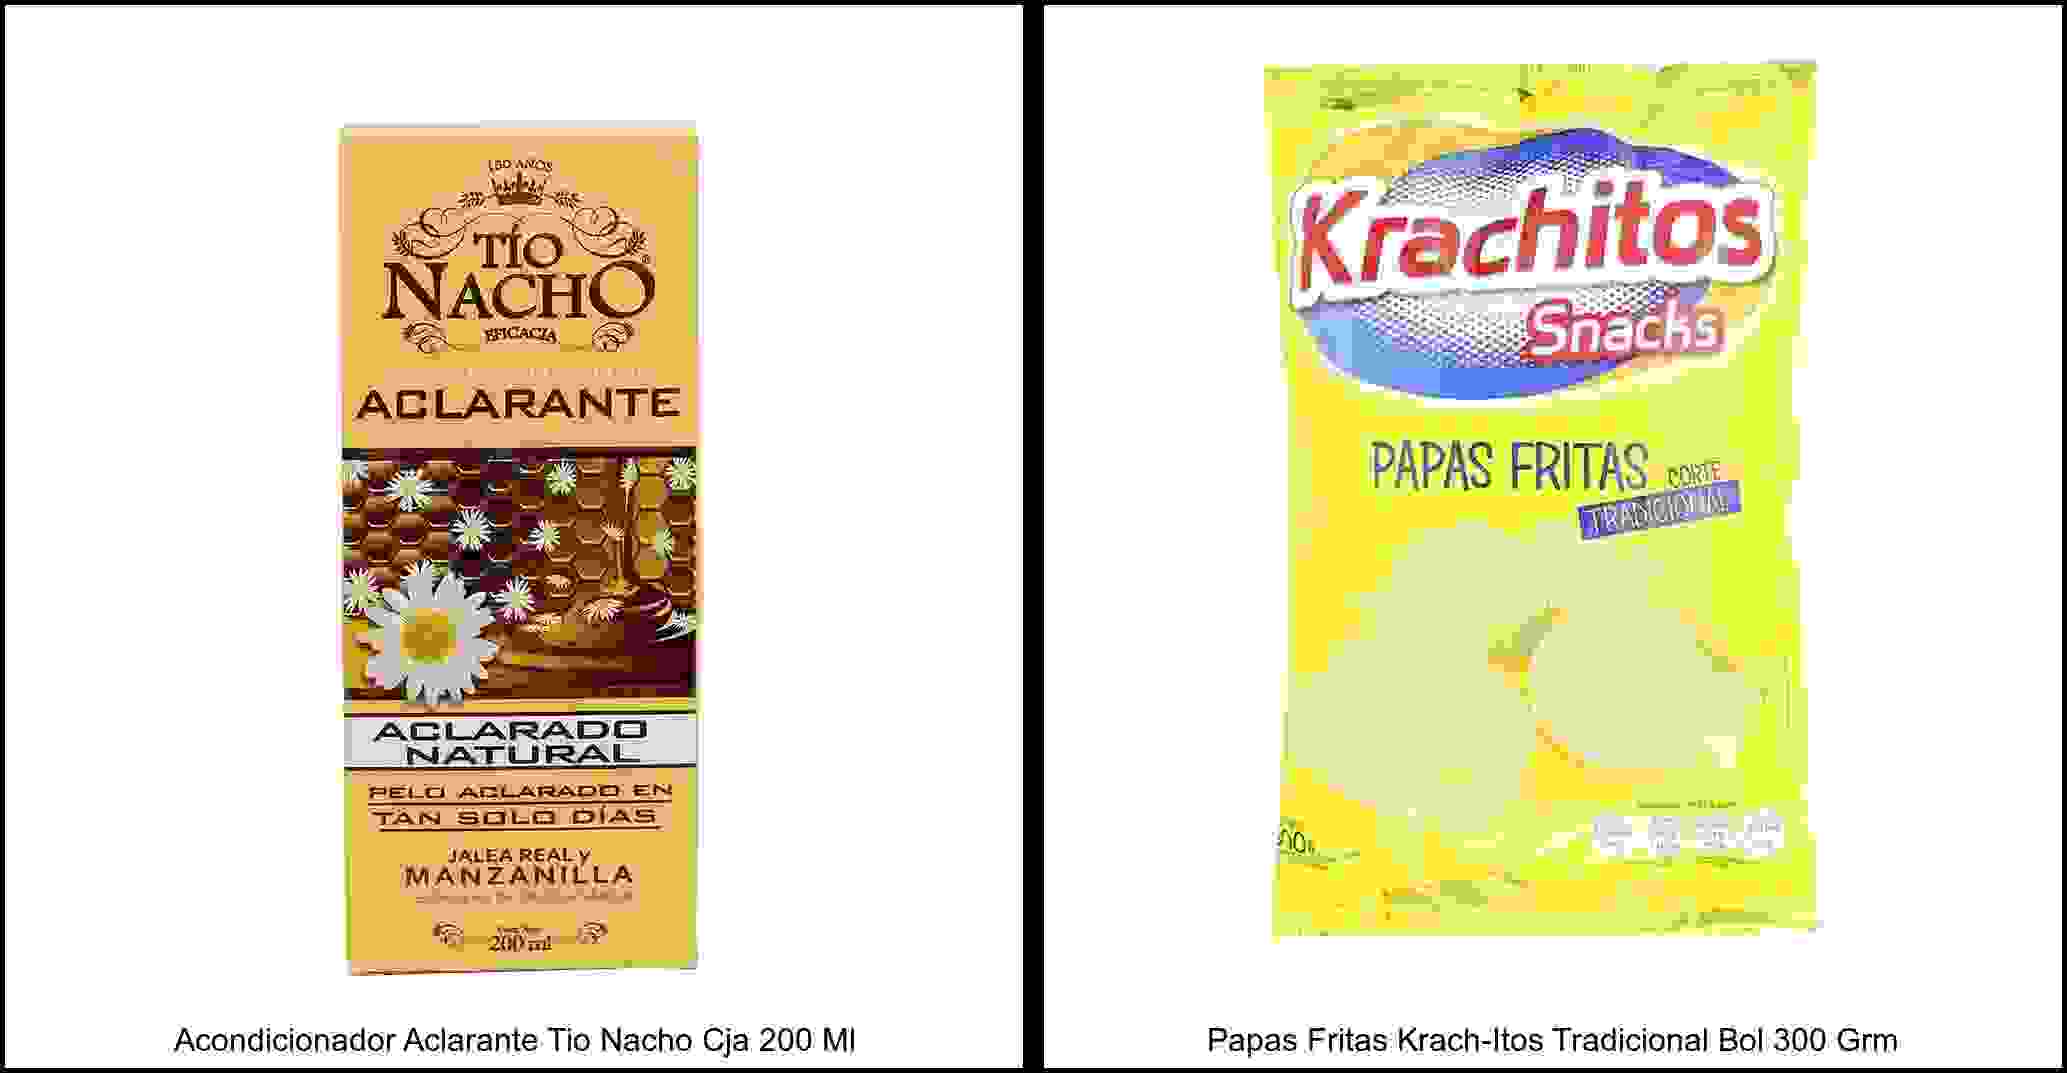 150 AÑOS
TÍO
NACHO®
EFICACIA
ACLARANTE
ACLARADO
NATURAL
PELO ACLARADO EN
TAN SOLO DÍAS
JALEA REAL y
MANZANILLA
200 ml
Acondicionador Aclarante Tio Nacho Cja 200 Ml
Krachitos
Snacks
PAPAS FRITAS CORTE
TRADICIONAL
Papas Fritas Krach-Itos Tradicional Bol 300 Grm